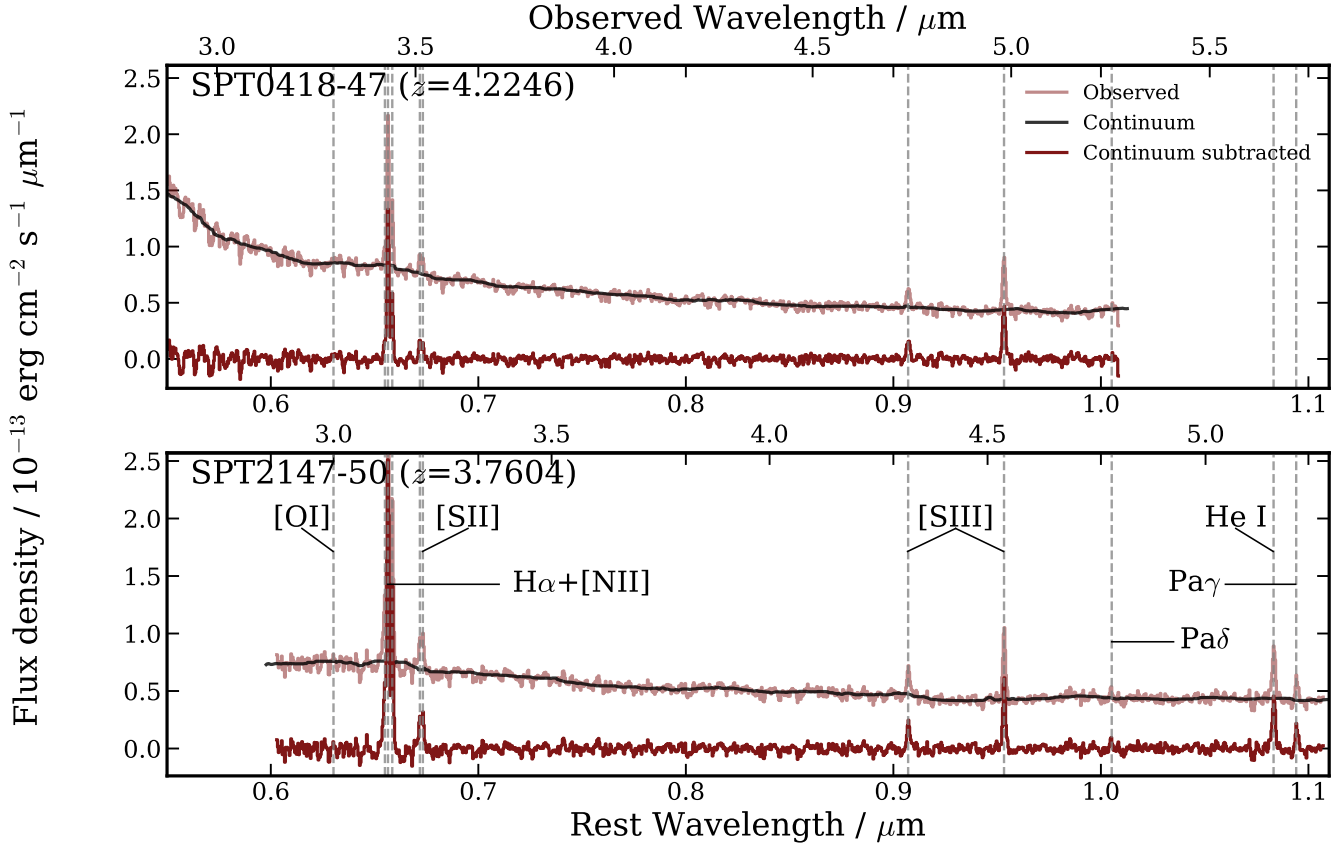 Observed Wavelength / μm
3.0 3.5 4.0 4.5 5.0 5.5
SPT0418-47 (z=4.2246)
Observed
Continuum
Continuum subtracted
2.5
2.0
1.5
1.0
0.5
0.0
0.6 0.7 0.8 0.9 1.0 1.1
Flux density / 10⁻¹³ erg cm⁻² s⁻¹ μm⁻¹
3.0 3.5 4.0 4.5 5.0
SPT2147-50 (z=3.7604)
[OI] [SII] [SIII] He I
Hα+[NII] Paγ
Paδ
2.5
2.0
1.5
1.0
0.5
0.0
0.6 0.7 0.8 0.9 1.0 1.1
Rest Wavelength / μm